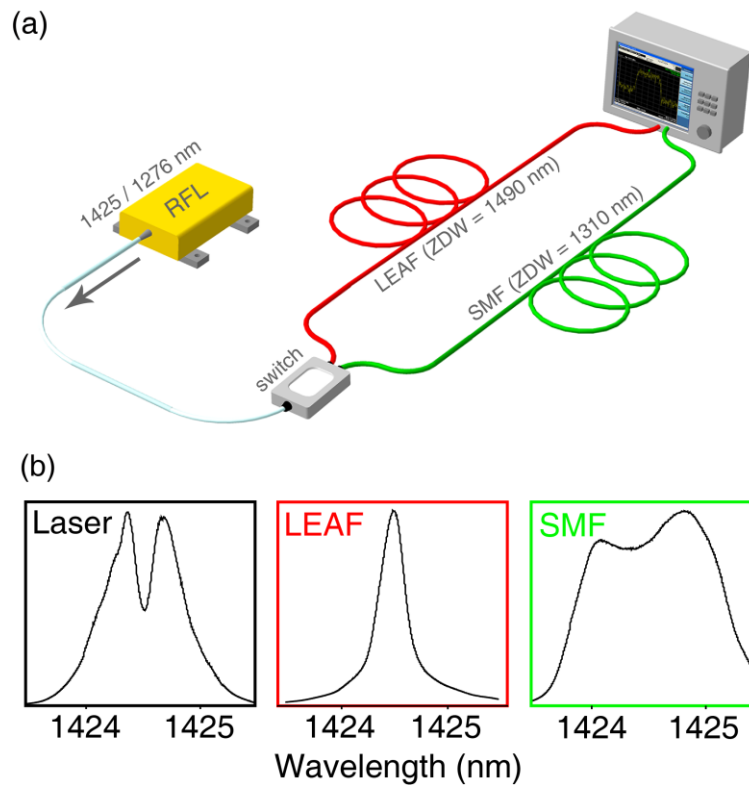 (a)
1425 / 1276 nm
RFL
LEAF (ZDW = 1490 nm)
SMF (ZDW = 1310 nm)
switch
(b)
Laser
LEAF
SMF
1424 1425
1424 1425
1424 1425
Wavelength (nm)